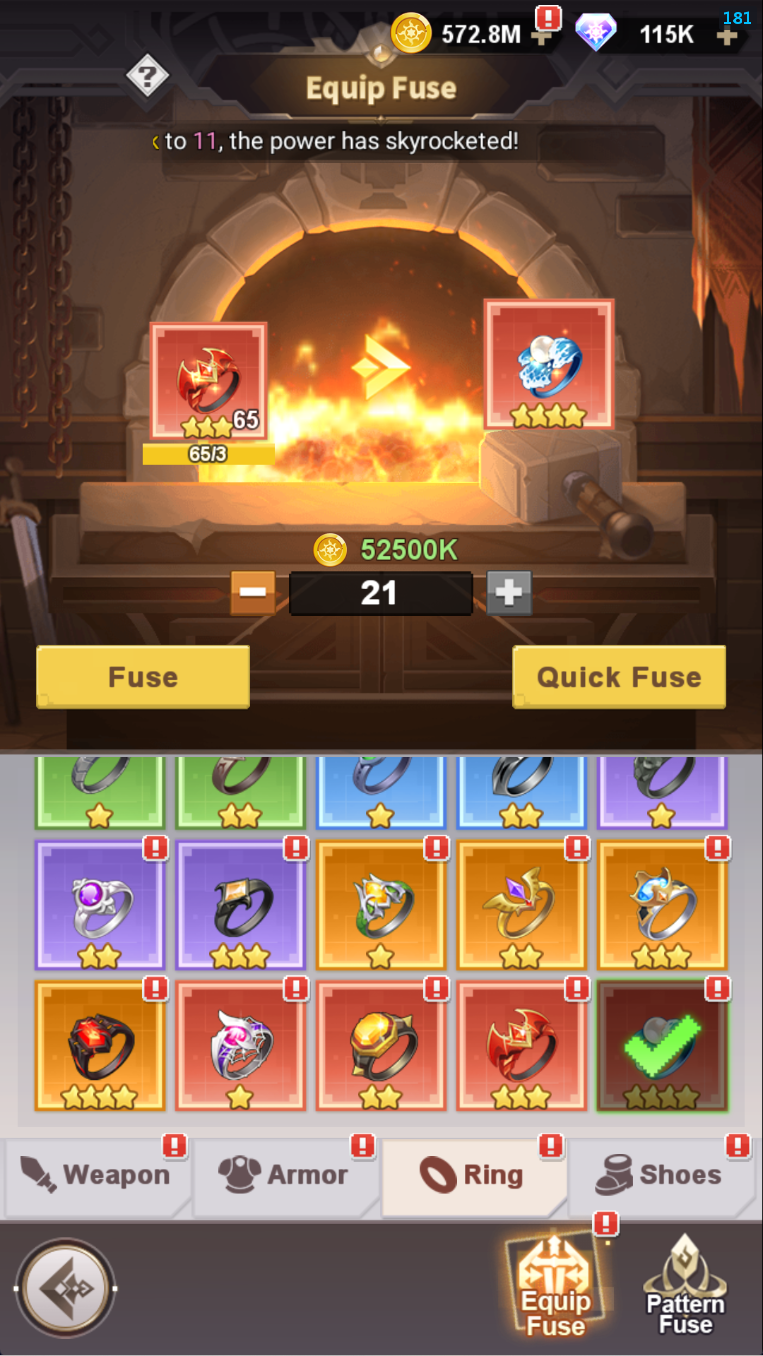 181
572.8M
115K
?
Equip Fuse
to 11, the power has skyrocketed!
65
65/3
52500K
21
Fuse
Quick Fuse
Weapon
Armor
Ring
Shoes
Equip
Fuse
Pattern
Fuse